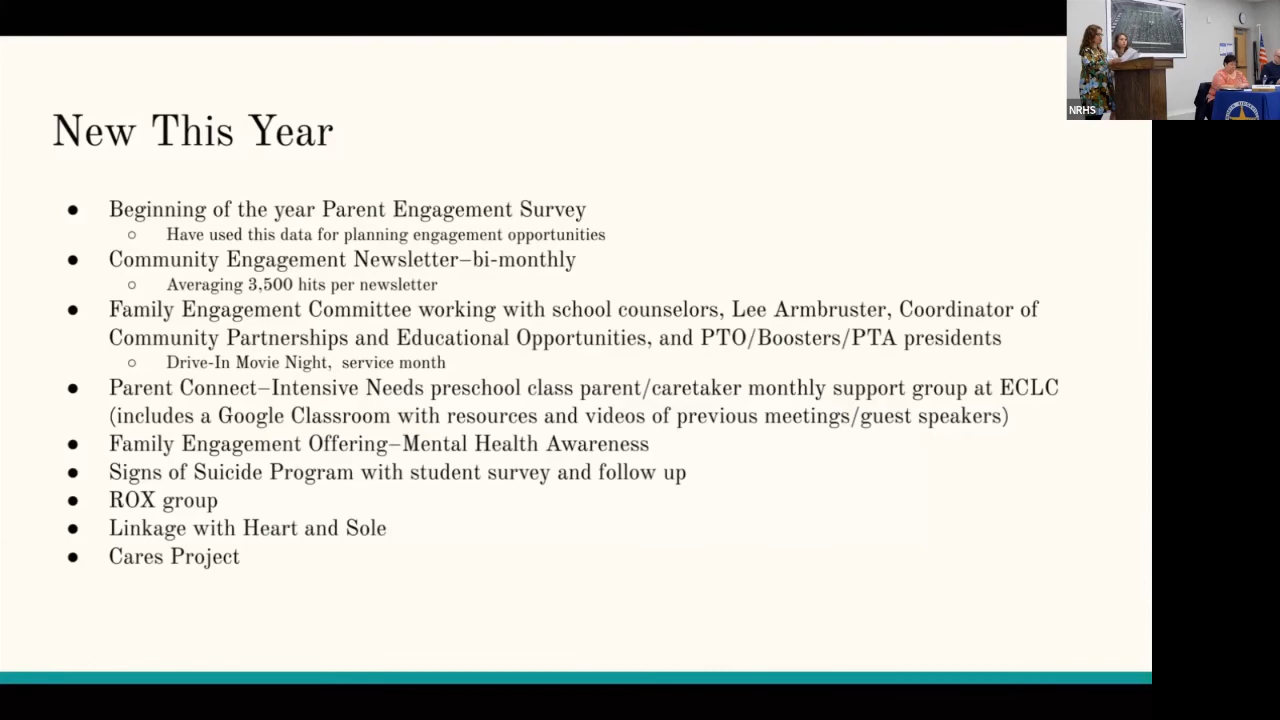 New This Year
● Beginning of the year Parent Engagement Survey
○ Have used this data for planning engagement opportunities
● Community Engagement Newsletter–bi-monthly
○ Averaging 3,500 hits per newsletter
● Family Engagement Committee working with school counselors, Lee Armbruster, Coordinator of
Community Partnerships and Educational Opportunities, and PTO/Boosters/PTA presidents
○ Drive-In Movie Night, service month
● Parent Connect–Intensive Needs preschool class parent/caretaker monthly support group at ECLC
(includes a Google Classroom with resources and videos of previous meetings/guest speakers)
● Family Engagement Offering–Mental Health Awareness
● Signs of Suicide Program with student survey and follow up
● ROX group
● Linkage with Heart and Sole
● Cares Project
NRHS